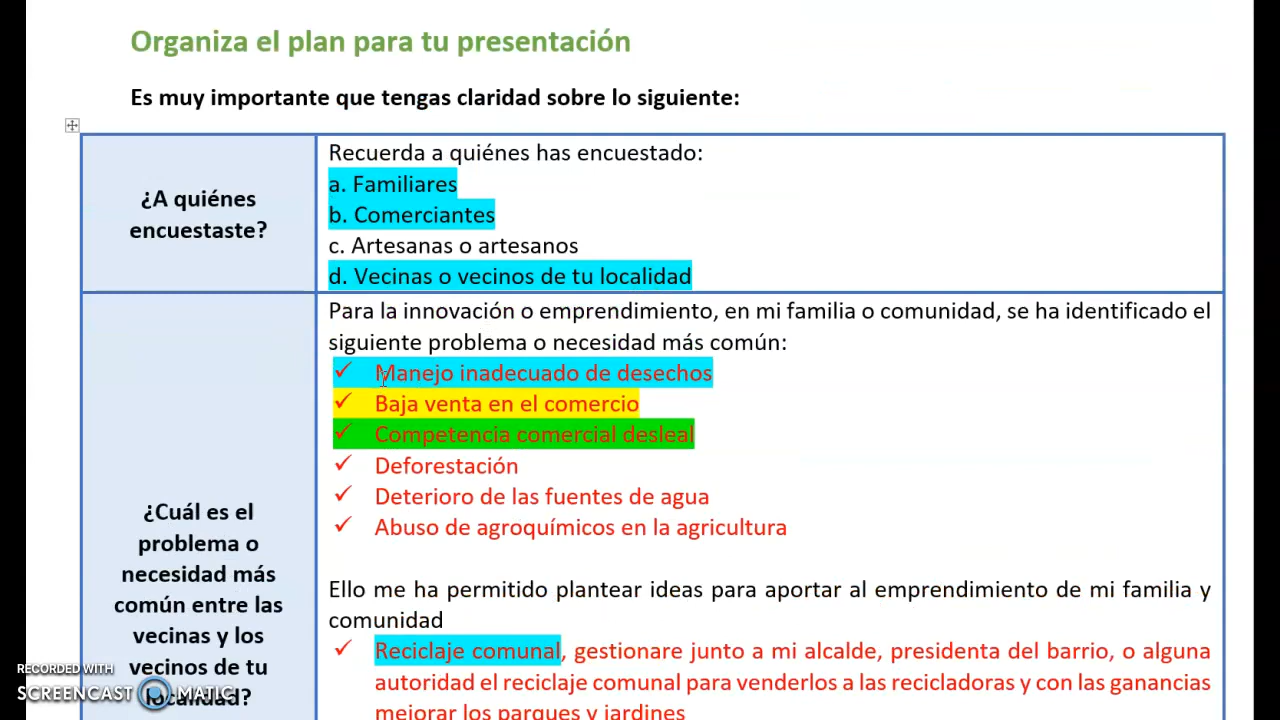 Organiza el plan para tu presentación
Es muy importante que tengas claridad sobre lo siguiente:
¿A quiénes
encuestaste?
Recuerda a quiénes has encuestado:
a. Familiares
b. Comerciantes
c. Artesanas o artesanos
d. Vecinas o vecinos de tu localidad
¿Cuál es el
problema o
necesidad más
común entre las
vecinas y los
vecinos de tu
localidad?
Para la innovación o emprendimiento, en mi familia o comunidad, se ha identificado el
siguiente problema o necesidad más común:
✓ Manejo inadecuado de desechos
✓ Baja venta en el comercio
✓ Competencia comercial desleal
✓ Deforestación
✓ Deterioro de las fuentes de agua
✓ Abuso de agroquímicos en la agricultura
Ello me ha permitido plantear ideas para aportar al emprendimiento de mi familia y
comunidad
✓ Reciclaje comunal, gestionare junto a mi alcalde, presidenta del barrio, o alguna
autoridad el reciclaje comunal para venderlos a las recicladoras y con las ganancias
mejorar los parques y jardines
RECORDED WITH
SCREENCAST MATIC